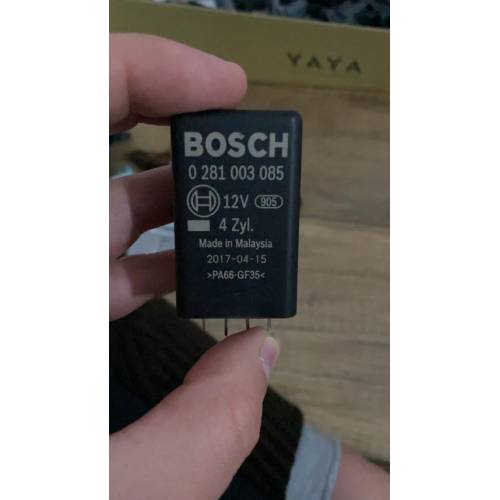 YAYA
BOSCH
0 281 003 085
12V 905
4 Zyl.
Made in Malaysia
2017-04-15
>PA66-GF35<